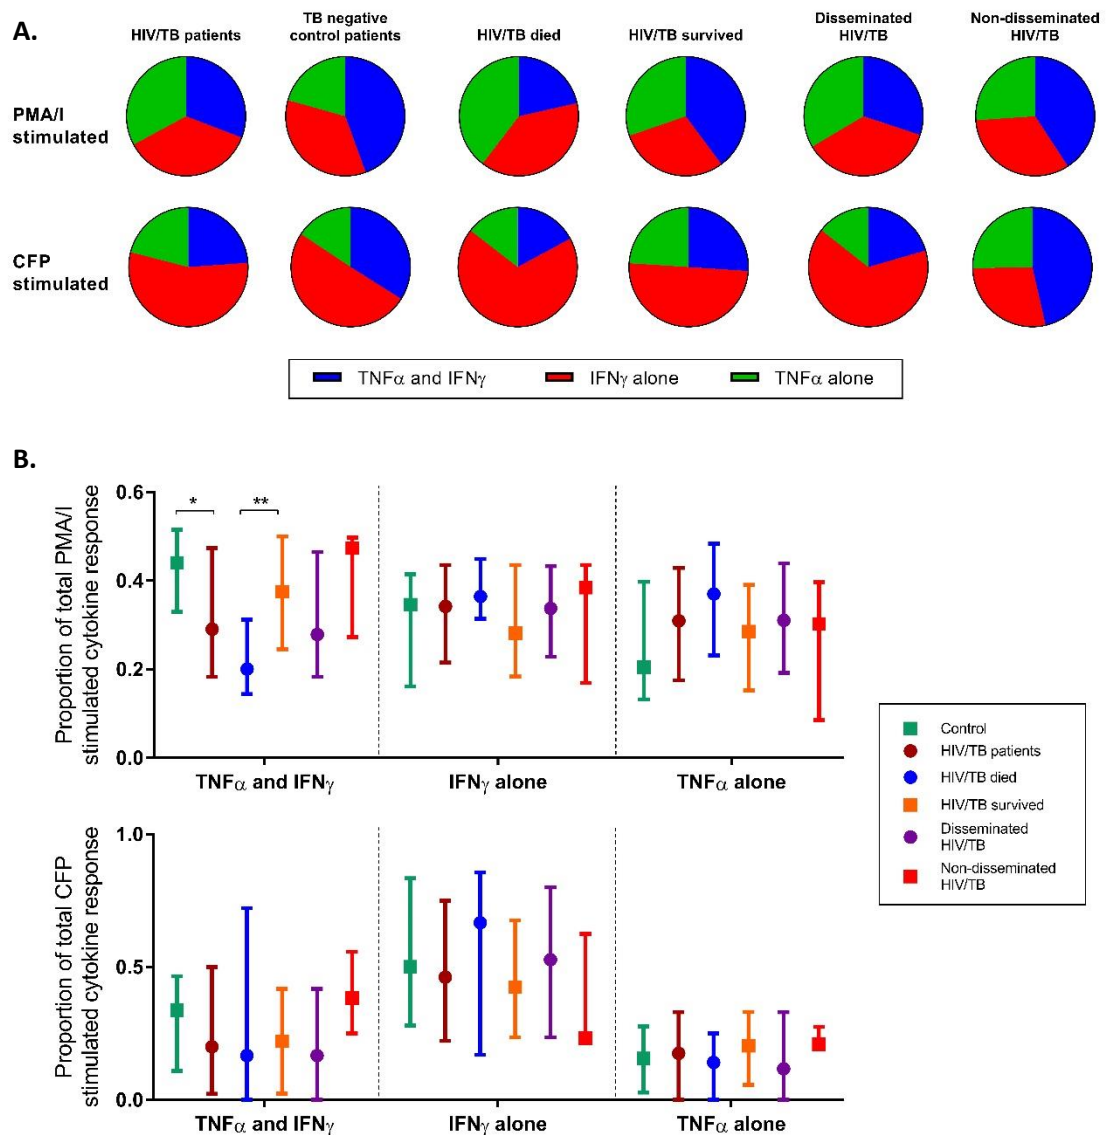 A.
HIV/TB patients
TB negative
control patients
HIV/TB died
HIV/TB survived
Disseminated
HIV/TB
Non-disseminated
HIV/TB
PMA/I
stimulated
CFP
stimulated
TNFα and IFNγ
IFNγ alone
TNFα alone
B.
Proportion of total PMA/I
stimulated cytokine response
0.6
0.4
0.2
0.0
*
**
TNFα and IFNγ
IFNγ alone
TNFα alone
Control
HIV/TB patients
HIV/TB died
HIV/TB survived
Disseminated
HIV/TB
Non-disseminated
HIV/TB
Proportion of total CFP
stimulated cytokine response
1.0
0.5
0.0
TNFα and IFNγ
IFNγ alone
TNFα alone